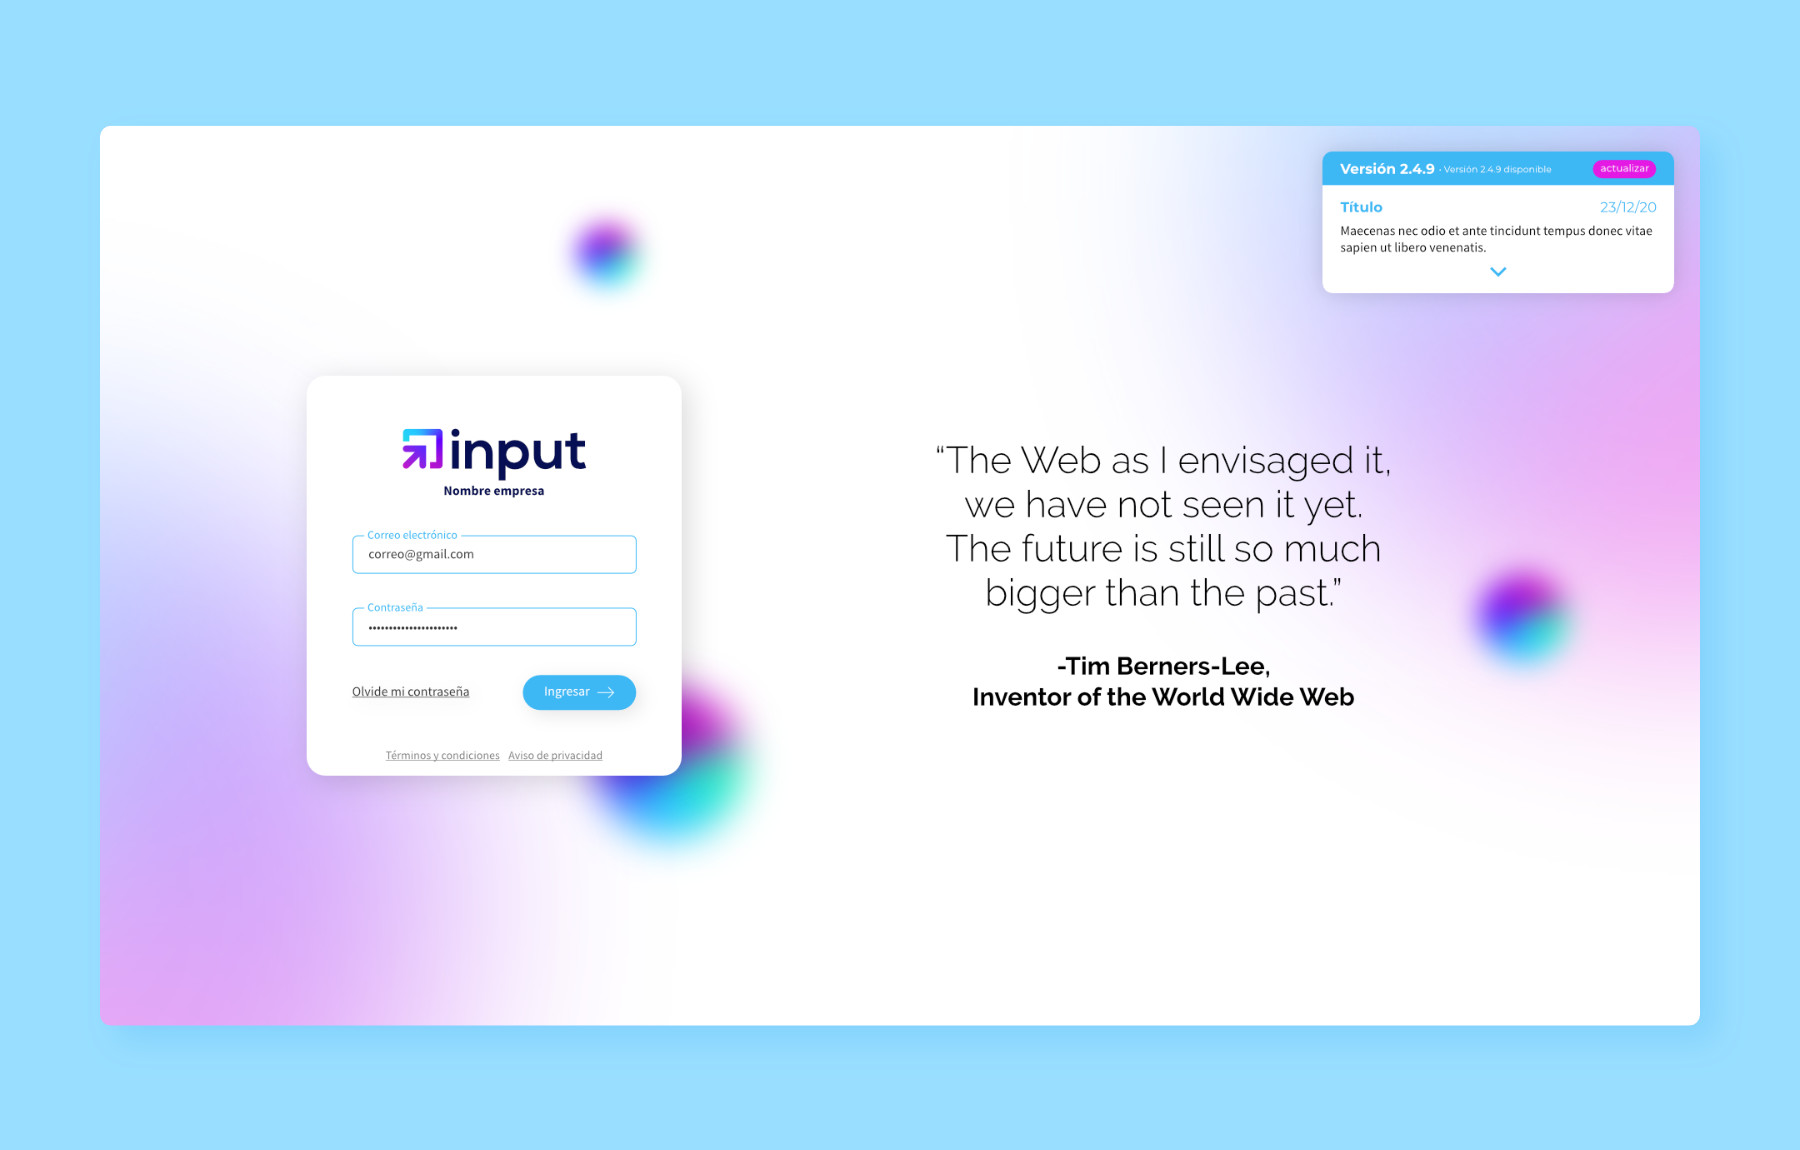 Versión 2.4.9 - Versión 2.4.9 disponible actualizar
Título 23/12/20
Maecenas nec odio et ante tincidunt tempus donec vitae
sapien ut libero venenatis.
input
Nombre empresa
Correo electrónico
correo@gmail.com
Contraseña
••••••••••••••••••••••
Olvide mi contraseña Ingresar →
Términos y condiciones Aviso de privacidad
“The Web as I envisaged it,
we have not seen it yet.
The future is still so much
bigger than the past.”
-Tim Berners-Lee,
Inventor of the World Wide Web